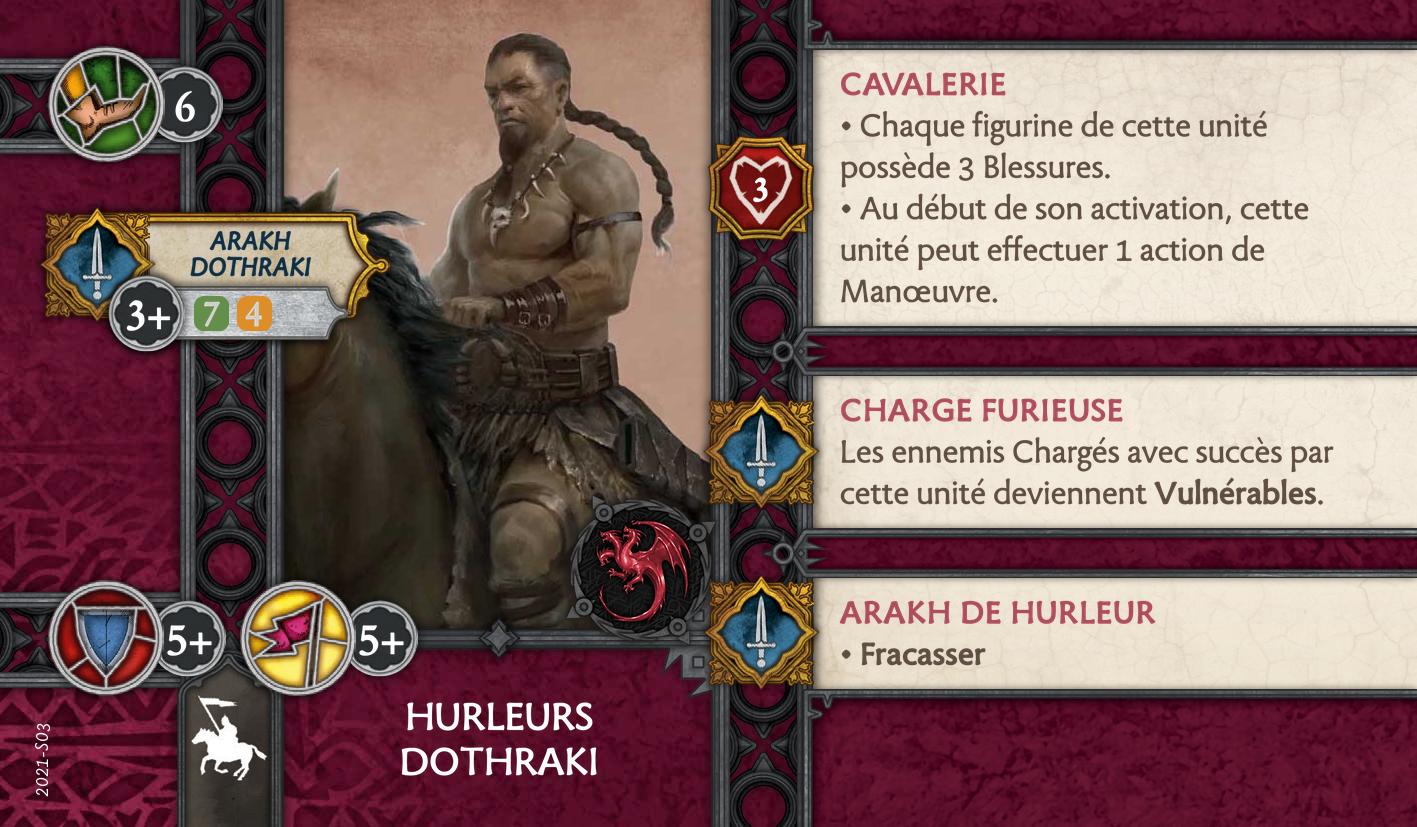 6
ARAKH
DOTHRAKI
3+ 7 4
5+ 5+
HURLEURS
DOTHRAKI
2021-S03
3
CAVALERIE
• Chaque figurine de cette unité
possède 3 Blessures.
• Au début de son activation, cette
unité peut effectuer 1 action de
Manœuvre.
CHARGE FURIEUSE
Les ennemis Chargés avec succès par
cette unité deviennent Vulnérables.
ARAKH DE HURLEUR
• Fracasser